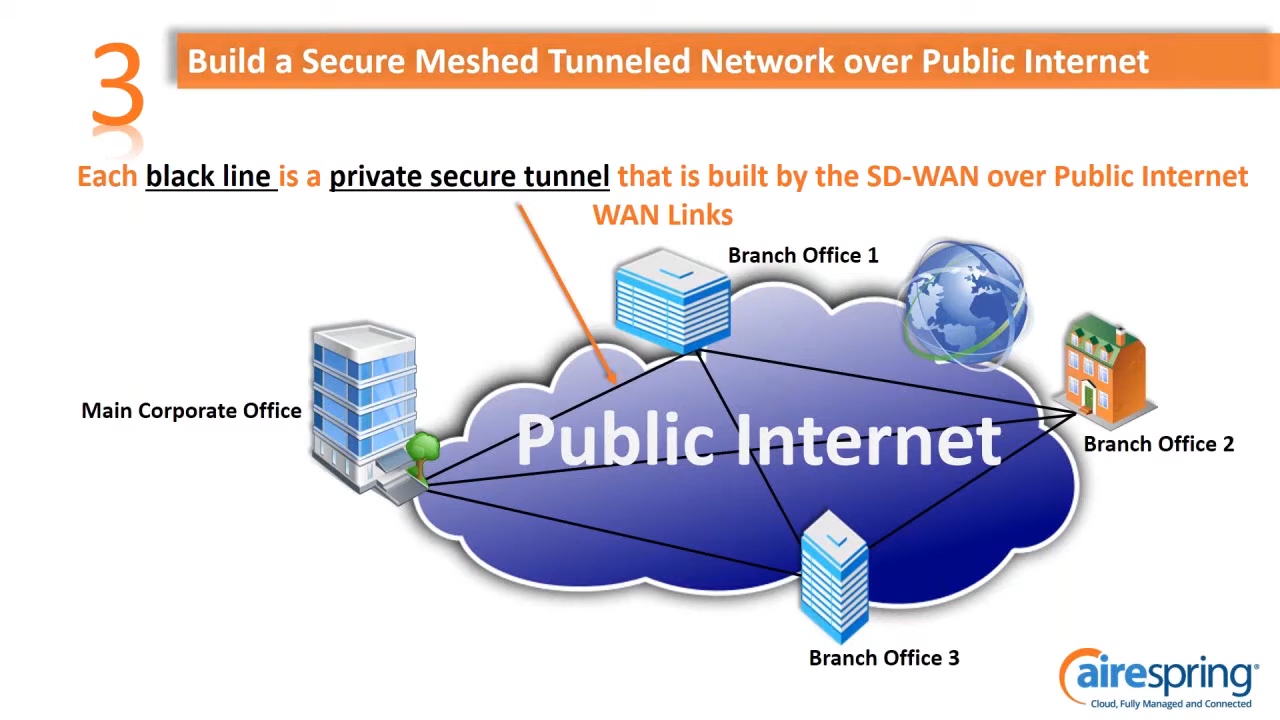 3
Build a Secure Meshed Tunneled Network over Public Internet
Each black line is a private secure tunnel that is built by the SD-WAN over Public Internet
WAN Links
Branch Office 1
Main Corporate Office
Public Internet
Branch Office 2
Branch Office 3
airespring®
Cloud, Fully Managed and Connected